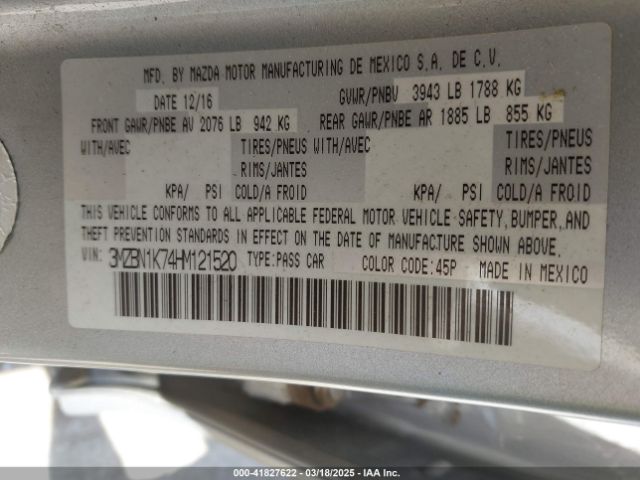 MFD. BY MAZDA MOTOR MANUFACTURING DE MEXICO S.A. DE C.V.
DATE 12/16 GVWR/PNBV 3943 LB 1788 KG
FRONT GAWR/PNBE AV 2076 LB 942 KG REAR GAWR/PNBE AR 1885 LB 855 KG
WITH/AVEC TIRES/PNEUS WITH/AVEC TIRES/PNEUS
RIMS/JANTES RIMS/JANTES
KPA/ PSI COLD/A FROID KPA/ PSI COLD/A FROID
THIS VEHICLE CONFORMS TO ALL APPLICABLE FEDERAL MOTOR VEHICLE SAFETY, BUMPER, AND
THEFT PREVENTION STANDARDS IN EFFECT ON THE DATE OF MANUFACTURE SHOWN ABOVE.
VIN: 3MZBN1K74HM121520 TYPE:PASS CAR COLOR CODE:45P MADE IN MEXICO
000-41827622 - 03/18/2025 - IAA Inc.